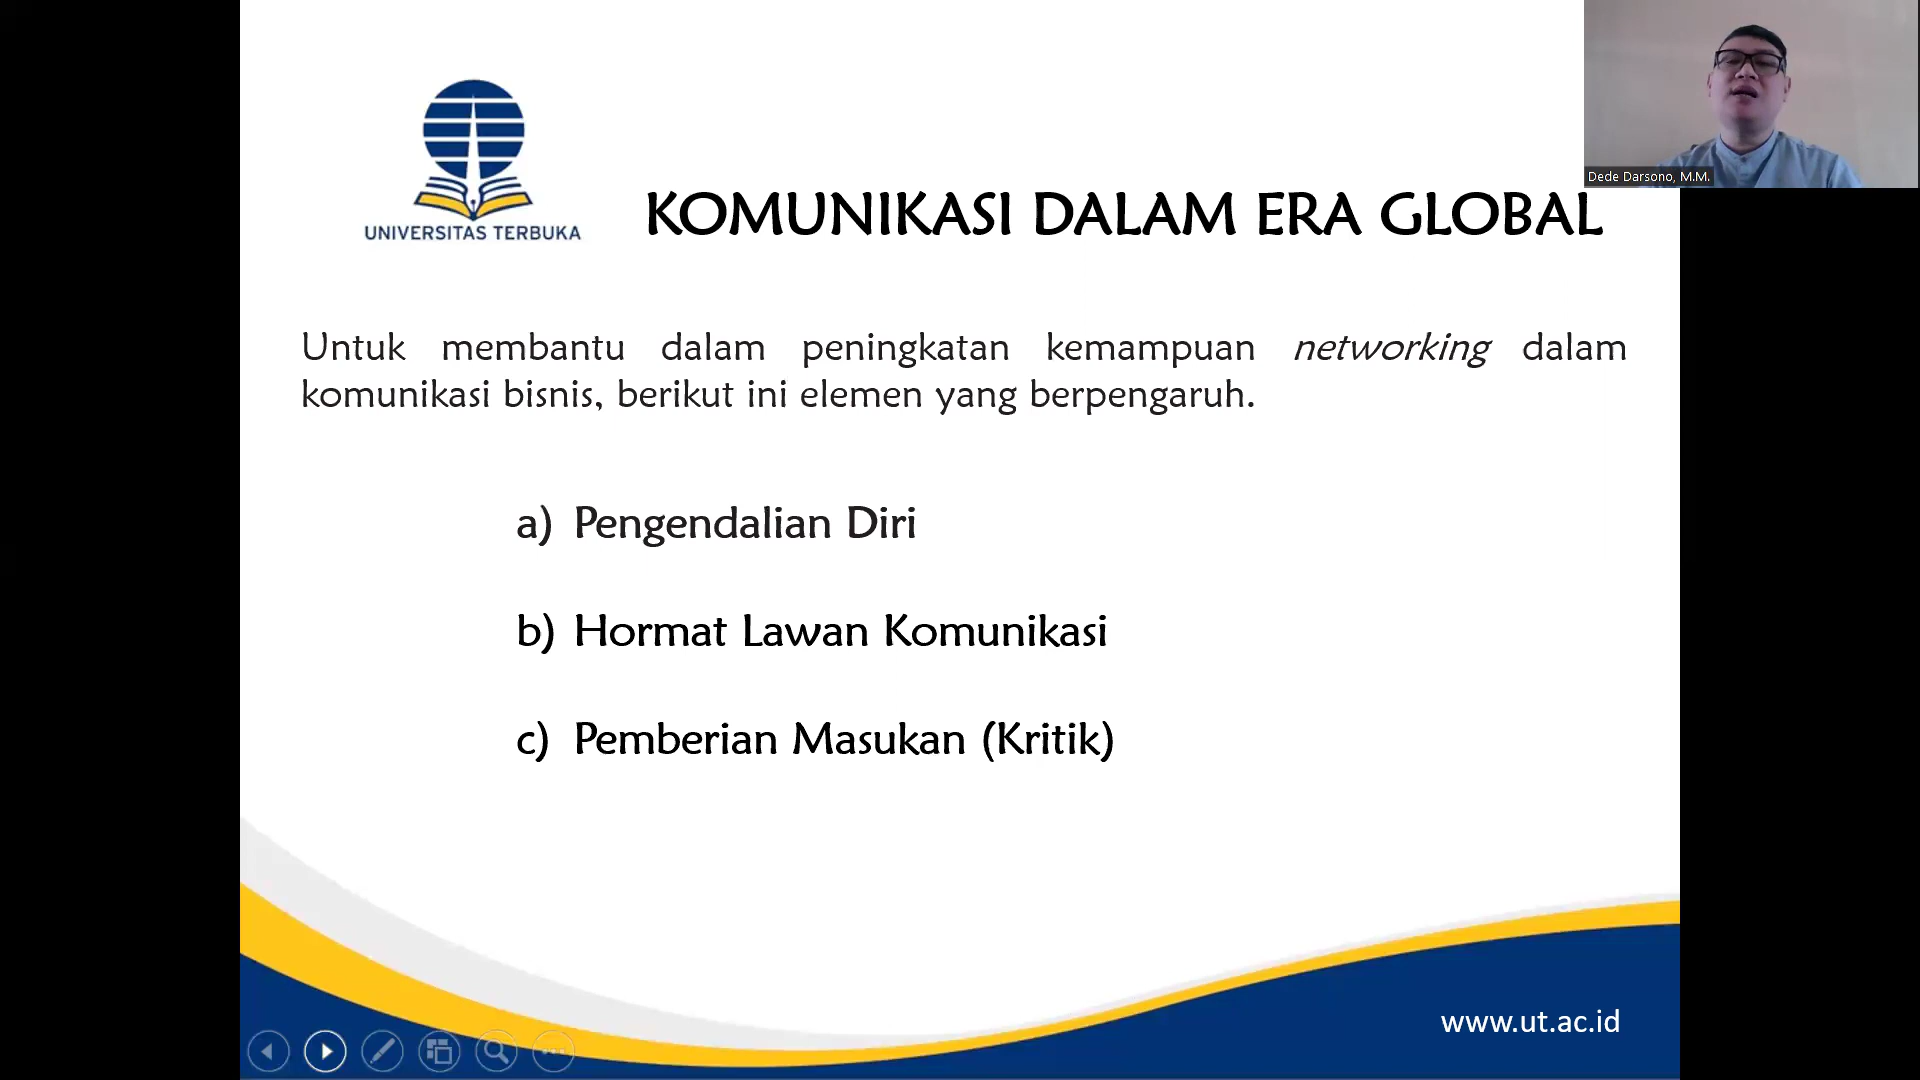 Dede Darsono, M.M.
UNIVERSITAS TERBUKA
KOMUNIKASI DALAM ERA GLOBAL
Untuk membantu dalam peningkatan kemampuan networking dalam
komunikasi bisnis, berikut ini elemen yang berpengaruh.
a) Pengendalian Diri
b) Hormat Lawan Komunikasi
c) Pemberian Masukan (Kritik)
www.ut.ac.id